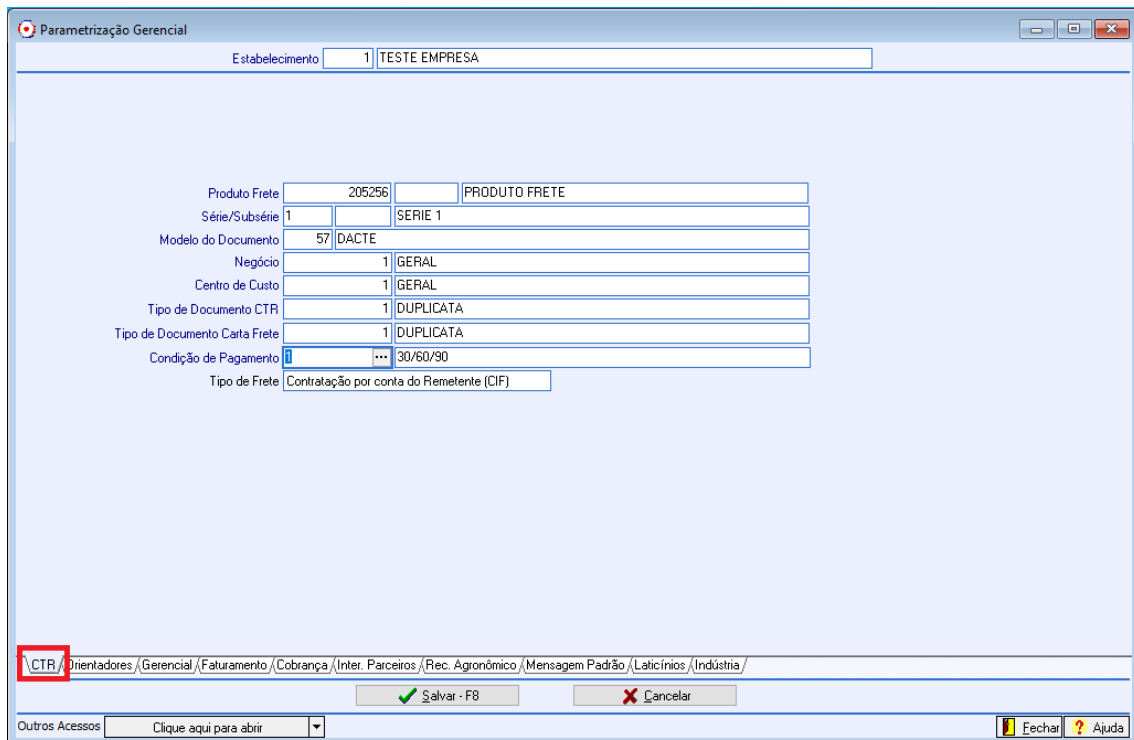 Parametrização Gerencial
Estabelecimento 1 TESTE EMPRESA
Produto Frete 205256 PRODUTO FRETE
Série/Subsérie 1 SERIE 1
Modelo do Documento 57 DACTE
Negócio 1 GERAL
Centro de Custo 1 GERAL
Tipo de Documento CTR 1 DUPLICATA
Tipo de Documento Carta Frete 1 DUPLICATA
Condição de Pagamento 1 ... 30/60/90
Tipo de Frete Contratação por conta do Remetente (CIF)
CTR Orientadores Gerencial Faturamento Cobrança Inter. Parceiros Rec. Agronômico Mensagem Padrão Laticínios Indústria
Salvar - F8 Cancelar
Outros Acessos Clique aqui para abrir Fechar ? Ajuda